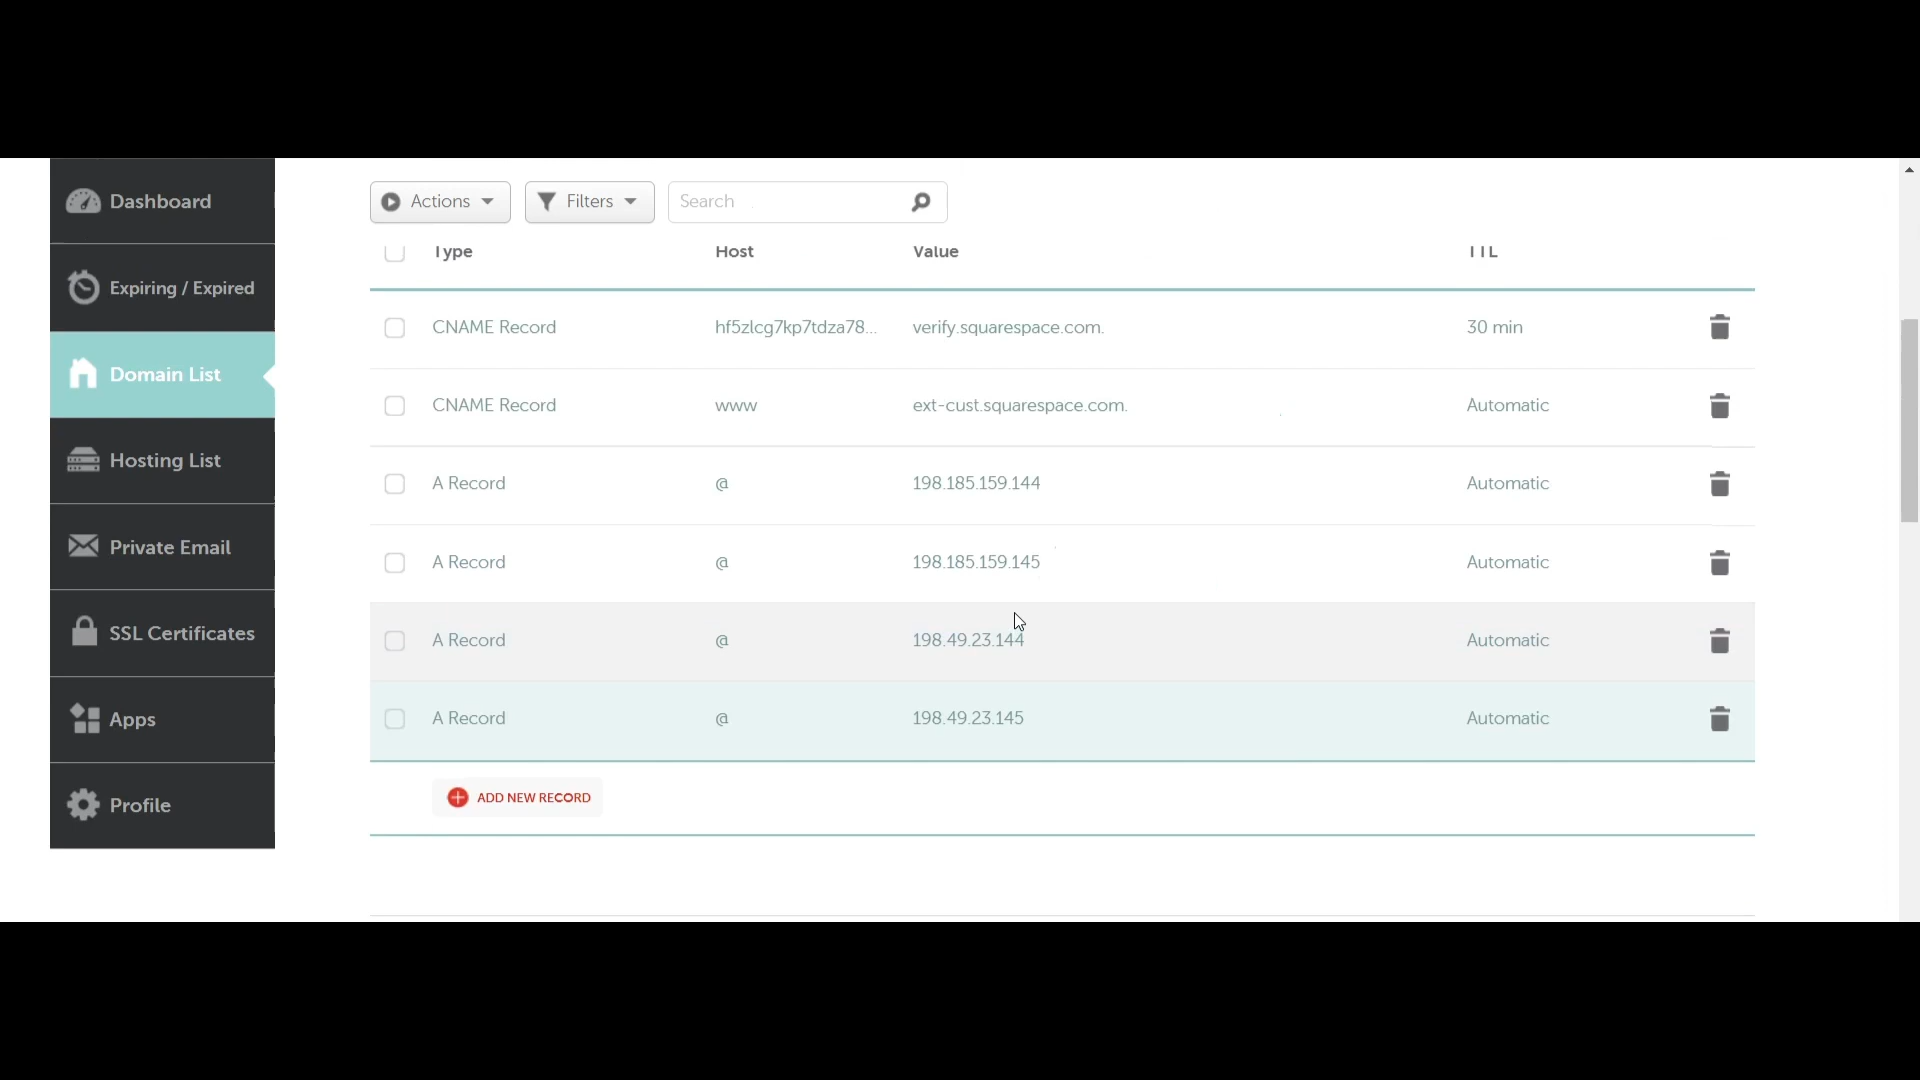 Dashboard
Expiring / Expired
Domain List
Hosting List
Private Email
SSL Certificates
Apps
Profile
Actions Filters Search
Type Host Value TTL
CNAME Record hf5zlcg7kp7tdza78... verify.squarespace.com. 30 min
CNAME Record www ext-cust.squarespace.com. Automatic
A Record @ 198.185.159.144 Automatic
A Record @ 198.185.159.145 Automatic
A Record @ 198.49.23.144 Automatic
A Record @ 198.49.23.145 Automatic
ADD NEW RECORD